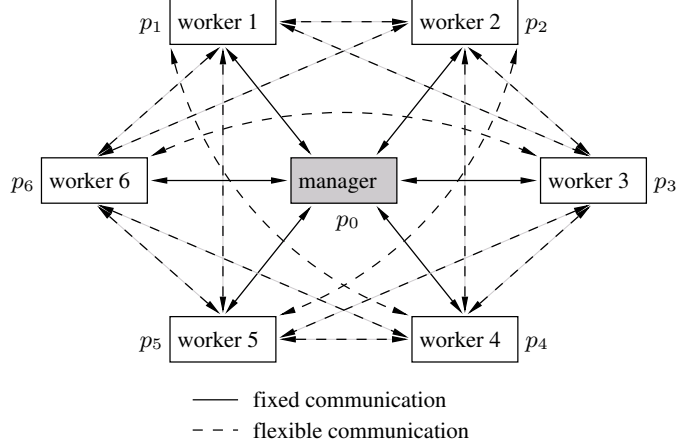 p₁ worker 1 worker 2 p₂
p₆ worker 6 manager worker 3 p₃
p₀
p₅ worker 5 worker 4 p₄
fixed communication
flexible communication